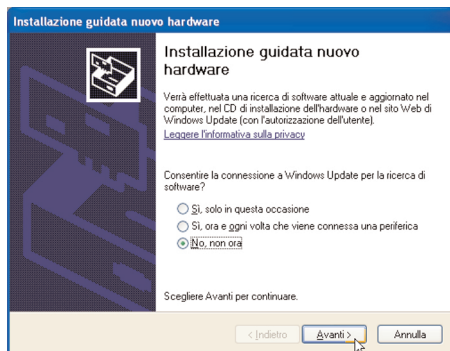 Installazione guidata nuovo hardware
Installazione guidata nuovo
hardware
Verrà effettuata una ricerca di software attuale e aggiornato nel
computer, nel CD di installazione dell'hardware o nel sito Web di
Windows Update (con l'autorizzazione dell'utente).
Leggere l'informativa sulla privacy
Consentire la connessione a Windows Update per la ricerca di
software?
Sì, solo in questa occasione
Sì, ora e ogni volta che viene connessa una periferica
No, non ora
Scegliere Avanti per continuare.
< Indietro Avanti > Annulla